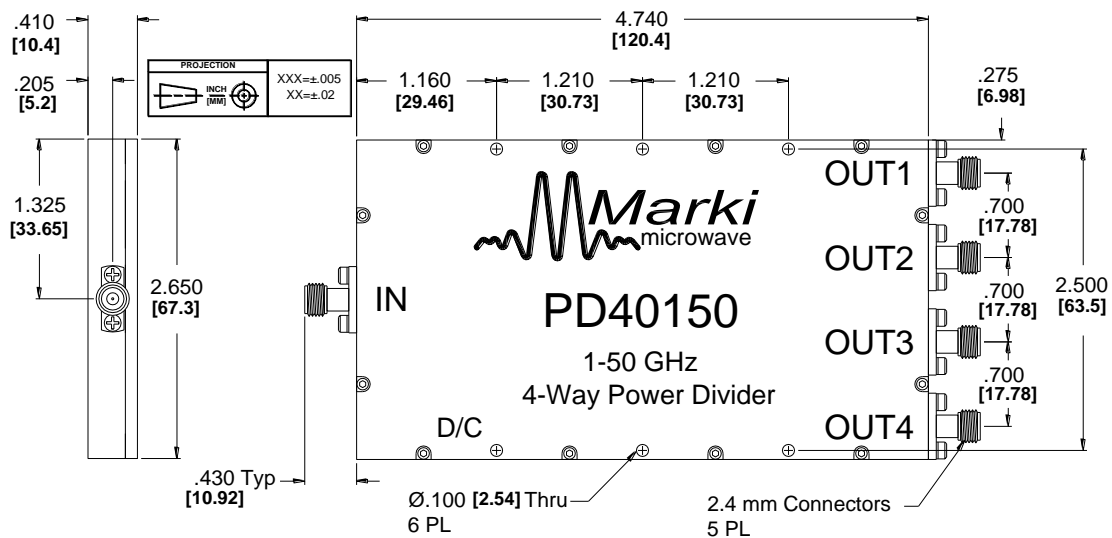 .410
[10.4]
4.740
[120.4]
PROJECTION
INCH
[MM]
XXX=±.005
XX=±.02
.205
[5.2]
1.160
[29.46]
1.210
[30.73]
1.210
[30.73]
.275
[6.98]
1.325
[33.65]
2.650
[67.3]
Marki
microwave
OUT1
.700
[17.78]
OUT2
IN
PD40150
.700
[17.78]
2.500
[63.5]
1-50 GHz
OUT3
4-Way Power Divider
.700
[17.78]
D/C
OUT4
.430 Typ
[10.92]
Ø.100 [2.54] Thru
6 PL
2.4 mm Connectors
5 PL